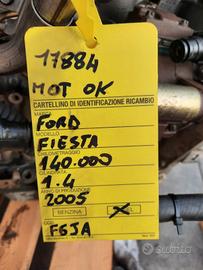 17884
MOT OK
CARTELLINO DI IDENTIFICAZIONE RICAMBIO
MARCA
FORD
MODELLO
FIESTA
CHILOMETRAGGIO
140.000
CILINDRATA
1.4
ANNO DI PRODUZIONE
2005
BENZINA
F6JA
subito